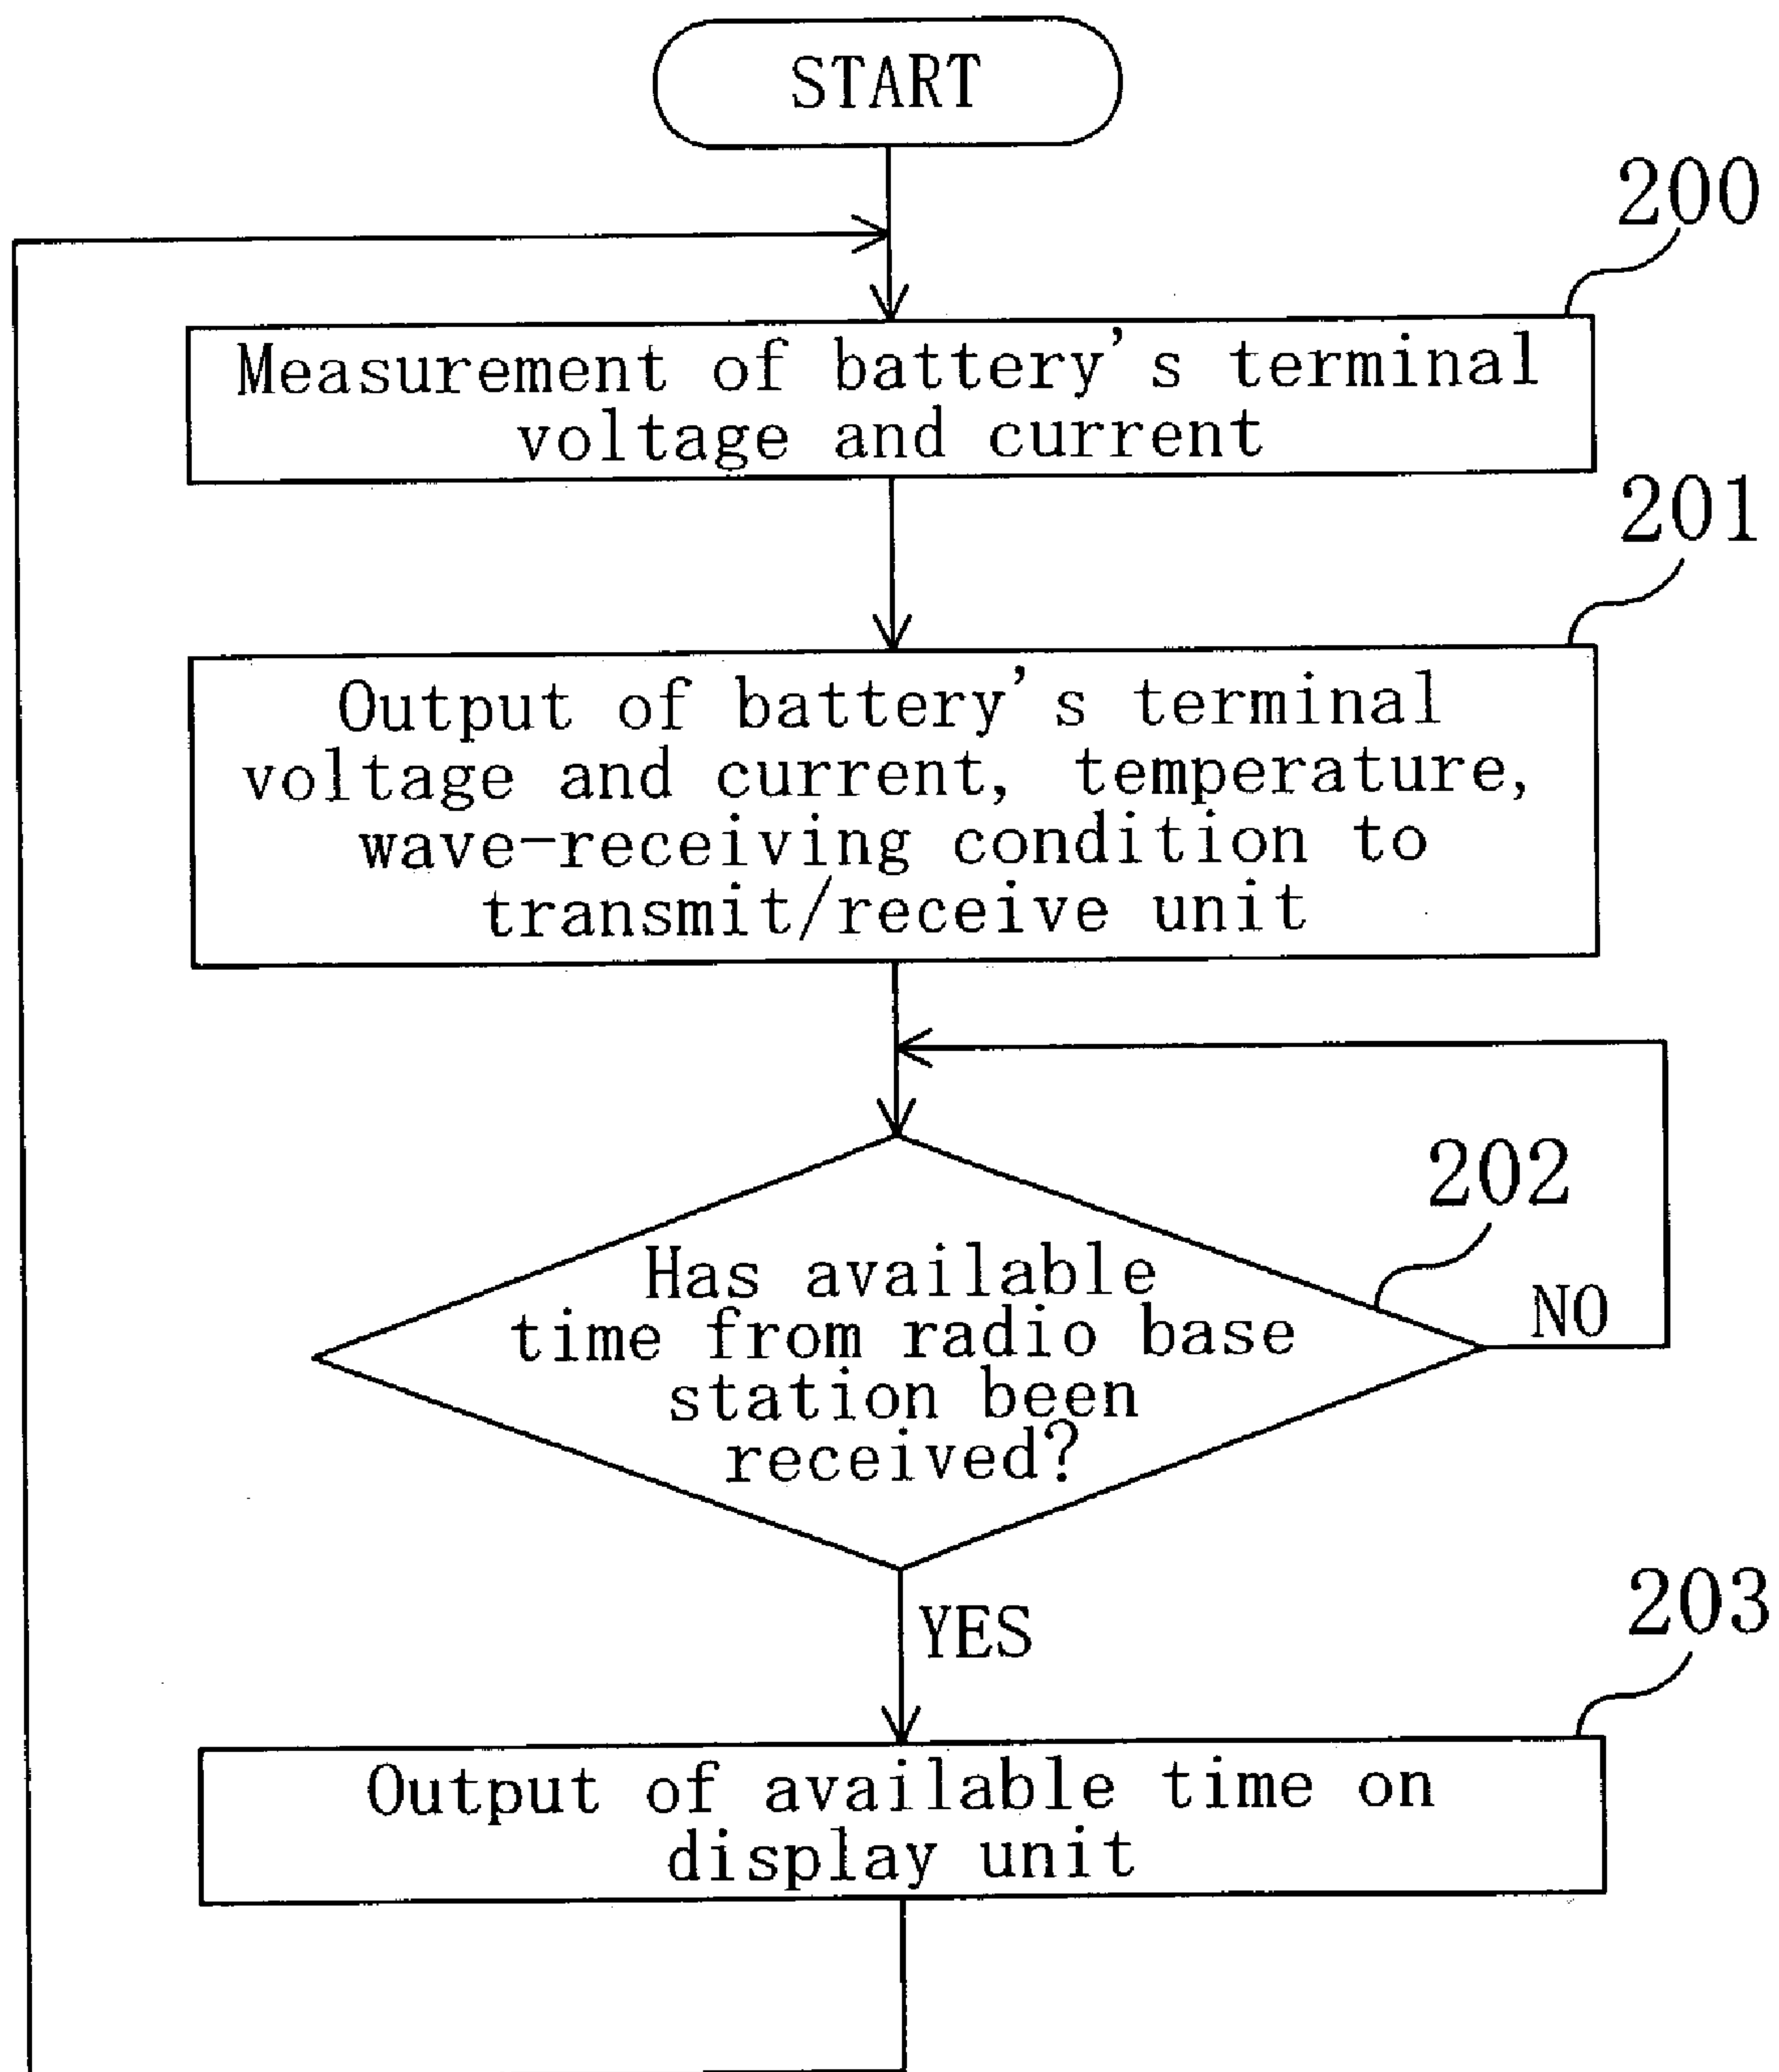 START
200
Measurement of battery's terminal
voltage and current
201
Output of battery's terminal
voltage and current, temperature,
wave-receiving condition to
transmit/receive unit
202
Has available
time from radio base
station been
received?
NO
YES
203
Output of available time on
display unit